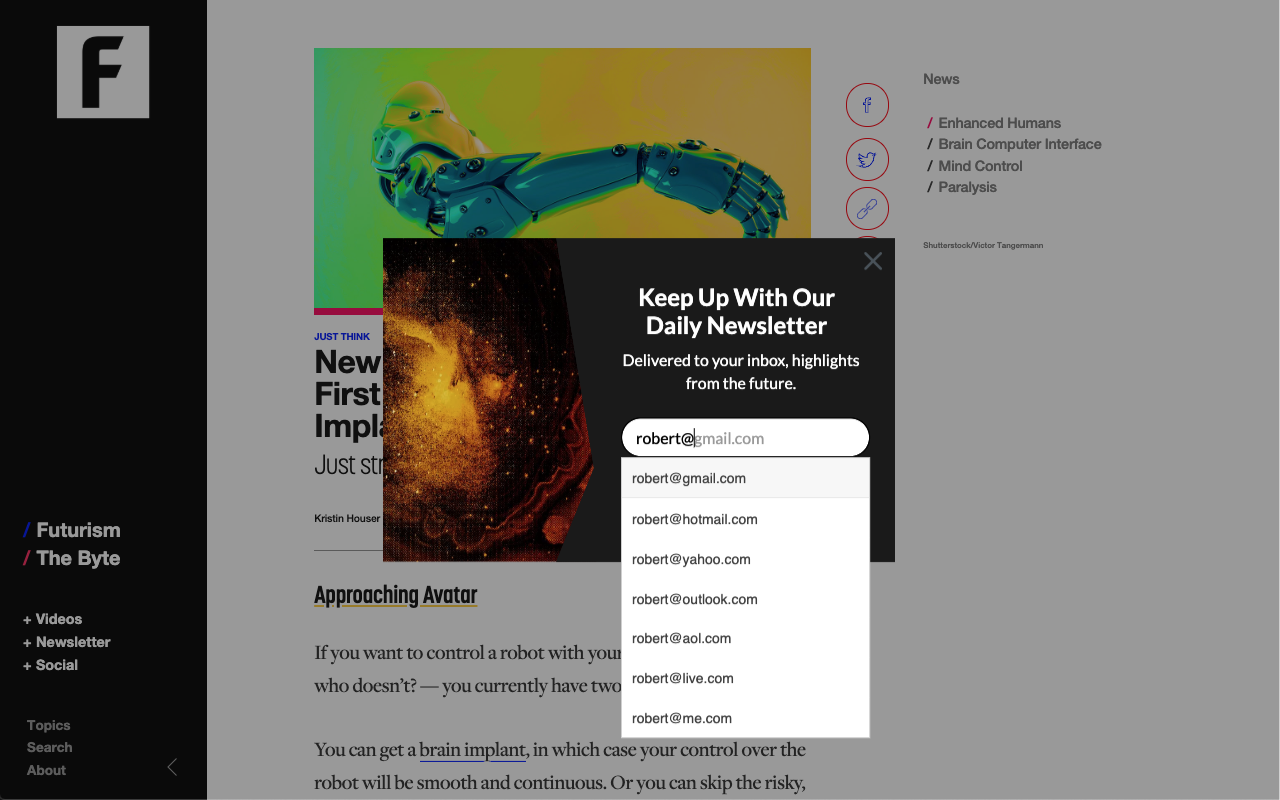 F
/ Futurism
/ The Byte
+ Videos
+ Newsletter
+ Social
Topics
Search
About
JUST THINK
New
First
Impla
Just str
Kristin Houser
Approaching Avatar
If you want to control a robot with your
who doesn't? — you currently have two
You can get a brain implant, in which case your control over the
robot will be smooth and continuous. Or you can skip the risky,
News
/ Enhanced Humans
/ Brain Computer Interface
/ Mind Control
/ Paralysis
Shutterstock/Victor Tangermann
Keep Up With Our
Daily Newsletter
Delivered to your inbox, highlights
from the future.
robert@gmail.com
robert@gmail.com
robert@hotmail.com
robert@yahoo.com
robert@outlook.com
robert@aol.com
robert@live.com
robert@me.com